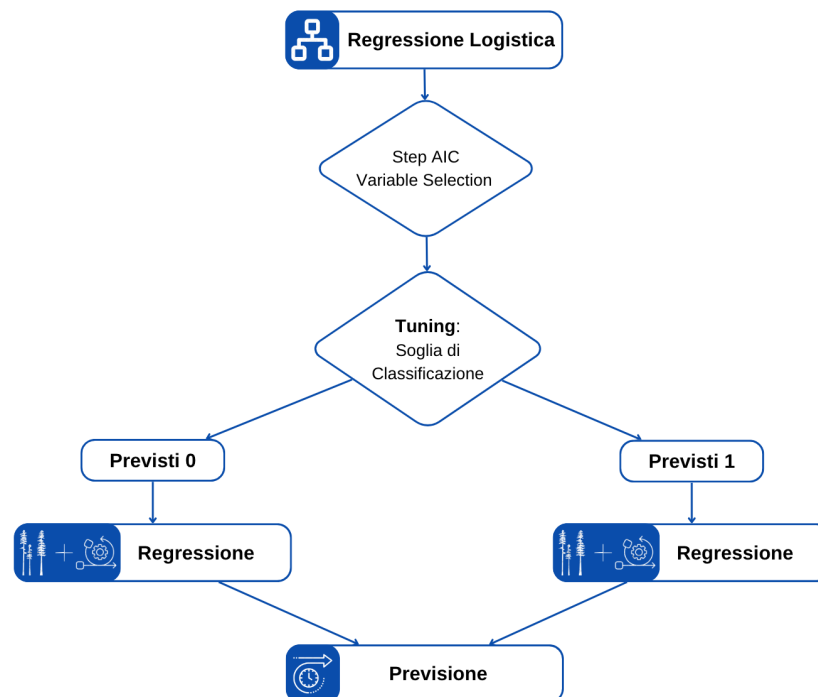 Regressione Logistica
Step AIC
Variable Selection
Tuning:
Soglia di
Classificazione
Previsti 0
Previsti 1
Regressione
Regressione
Previsione